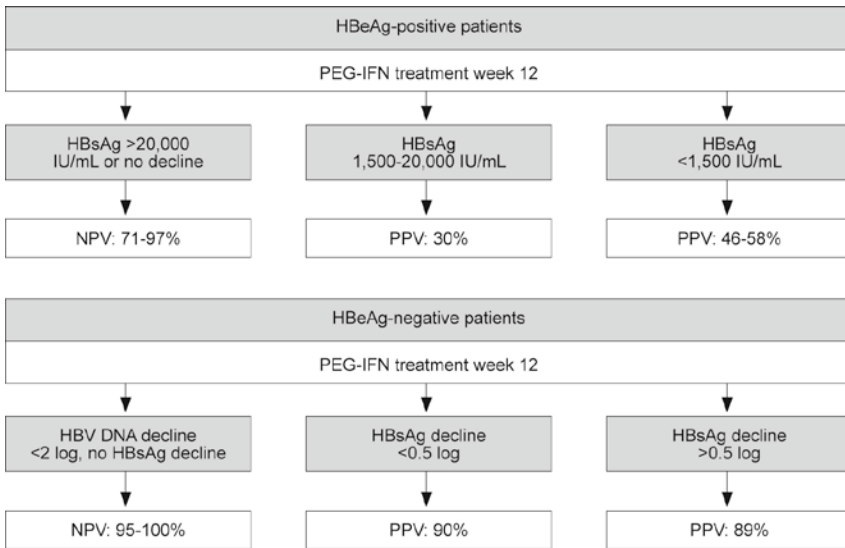 HBeAg-positive patients
PEG-IFN treatment week 12
HBsAg >20,000
IU/mL or no decline
HBsAg
1,500-20,000 IU/mL
HBsAg
<1,500 IU/mL
NPV: 71-97%
PPV: 30%
PPV: 46-58%
HBeAg-negative patients
PEG-IFN treatment week 12
HBV DNA decline
<2 log, no HBsAg decline
HBsAg decline
<0.5 log
HBsAg decline
>0.5 log
NPV: 95-100%
PPV: 90%
PPV: 89%